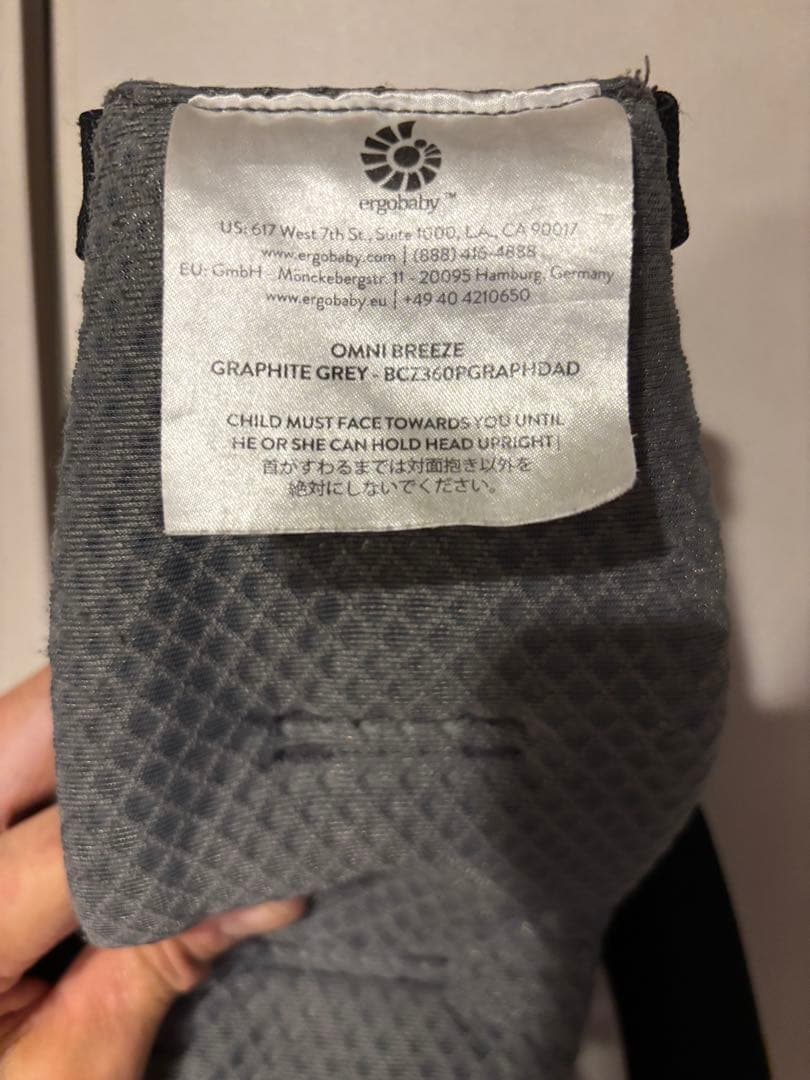 ergobaby™
US: 617 West 7th St., Suite 1000, L.A., CA 90017
www.ergobaby.com | (888) 416-4888
EU: GmbH - Mönckebergstr. 11 - 20095 Hamburg, Germany
www.ergobaby.eu | +49 40 4210650
OMNI BREEZE
GRAPHITE GREY - BCZ360PGRAPHDAD
CHILD MUST FACE TOWARDS YOU UNTIL
HE OR SHE CAN HOLD HEAD UPRIGHT |
首がすわるまでは対面抱き以外を
絶対にしないでください。